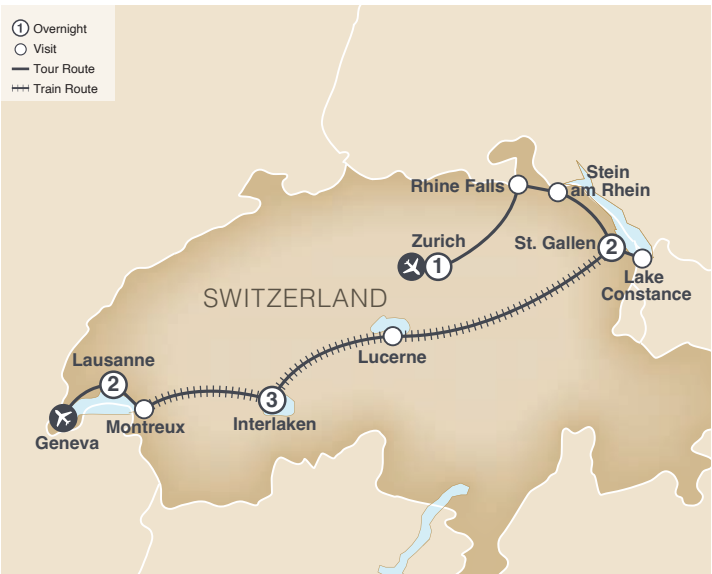 1 Overnight
Visit
Tour Route
Train Route
Stein
am Rhein
Rhine Falls
Zurich
1
St. Gallen
2
Lake
Constance
SWITZERLAND
Lucerne
Lausanne
2
3
Interlaken
Montreux
Geneva